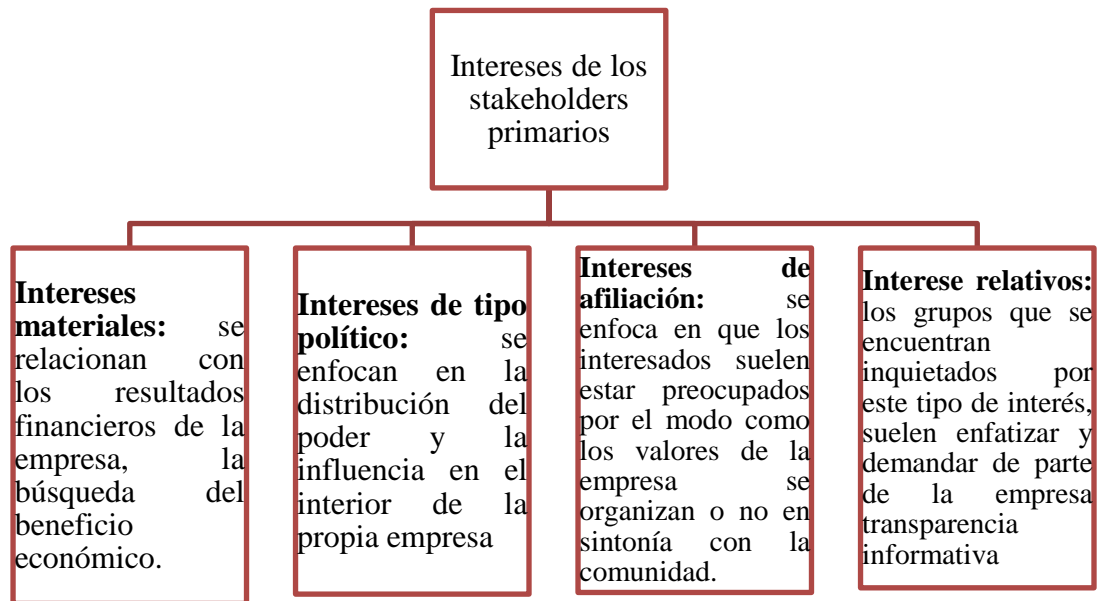 Intereses de los
stakeholders
primarios
Intereses
materiales: se
relacionan con
los resultados
financieros de la
empresa, la
búsqueda del
beneficio
económico.
Intereses de tipo
político: se
enfocan en la
distribución del
poder y la
influencia en el
interior de la
propia empresa
Intereses de
afiliación: se
enfoca en que los
interesados suelen
estar preocupados
por el modo como
los valores de la
empresa se
organizan o no en
sintonía con la
comunidad.
Interese relativos:
los grupos que se
encuentran
inquietados por
este tipo de interés,
suelen enfatizar y
demandar de parte
de la empresa
transparencia
informativa